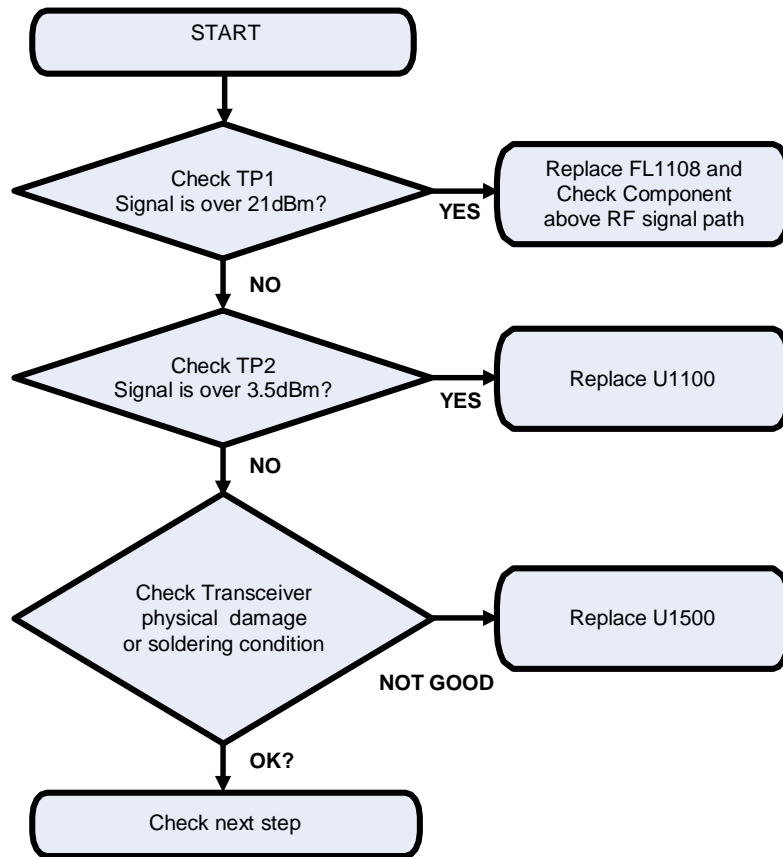 START
Check TP1
Signal is over 21dBm?
YES
Replace FL1108 and
Check Component
above RF signal path
NO
Check TP2
Signal is over 3.5dBm?
YES
Replace U1100
NO
Check Transceiver
physical damage
or soldering condition
NOT GOOD
Replace U1500
OK?
Check next step